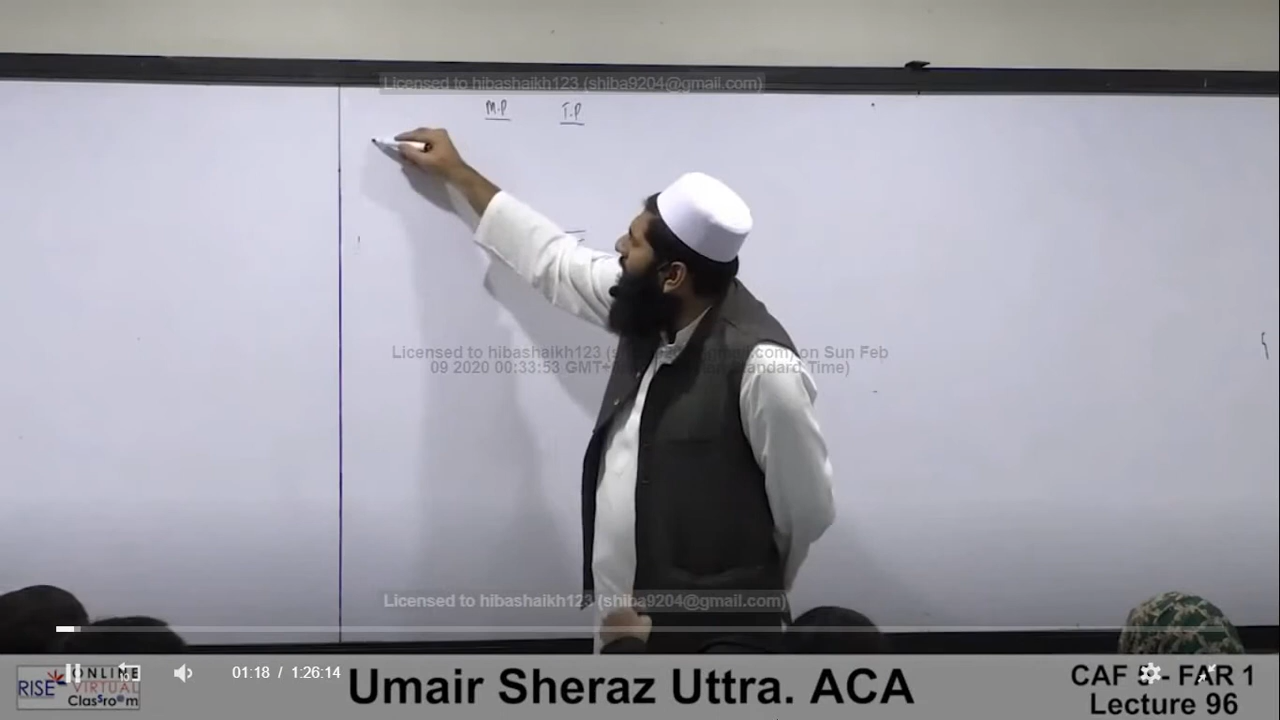 Licensed to hibashaikh123 (shiba9204@gmail.com)
M.P T.P
Licensed to hibashaikh123 (
com) on Sun Feb
09 2020 00:33:53 GMT+
Standard Time)
Licensed to hibashaikh123 (shiba9204@gmail.com)
01:18 / 1:26:14
RISE ONLINE
VIRTUAL
Classroom
Umair Sheraz Uttra. ACA
CAF 5 - FAR 1
Lecture 96